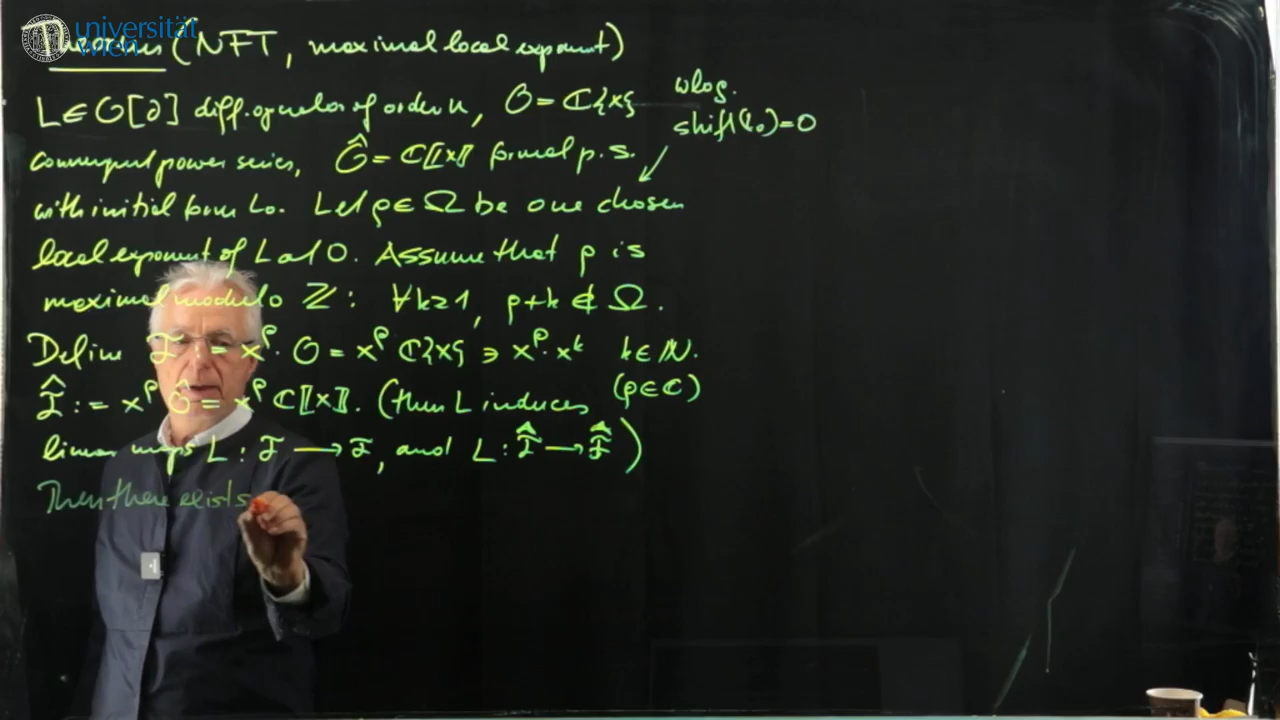 universität
wien
Theorem (NFT, maximal local exponent)
L ∈ O[∂] diff. operator of order n, O = ℂ{x}
wlog.
shift(L₀)=0
convergent power series, Ô = ℂ[[x]] formal p.s.
with initial form L₀. Let ρ ∈ Ω be one chosen
local exponent of L at 0. Assume that ρ is
maximal modulo ℤ: ∀k≥1, ρ+k ∉ Ω.
Define ℱ = x^ρ · O = x^ρ ℂ{x} ∋ x^ρ · x^k k ∈ ℕ.
ℱ̂ := x^ρ Ô = x^ρ ℂ[[x]]. (then L induces (ρ∈ℂ)
linear maps L : ℱ → ℱ, and L : ℱ̂ → ℱ̂)
Then there exists